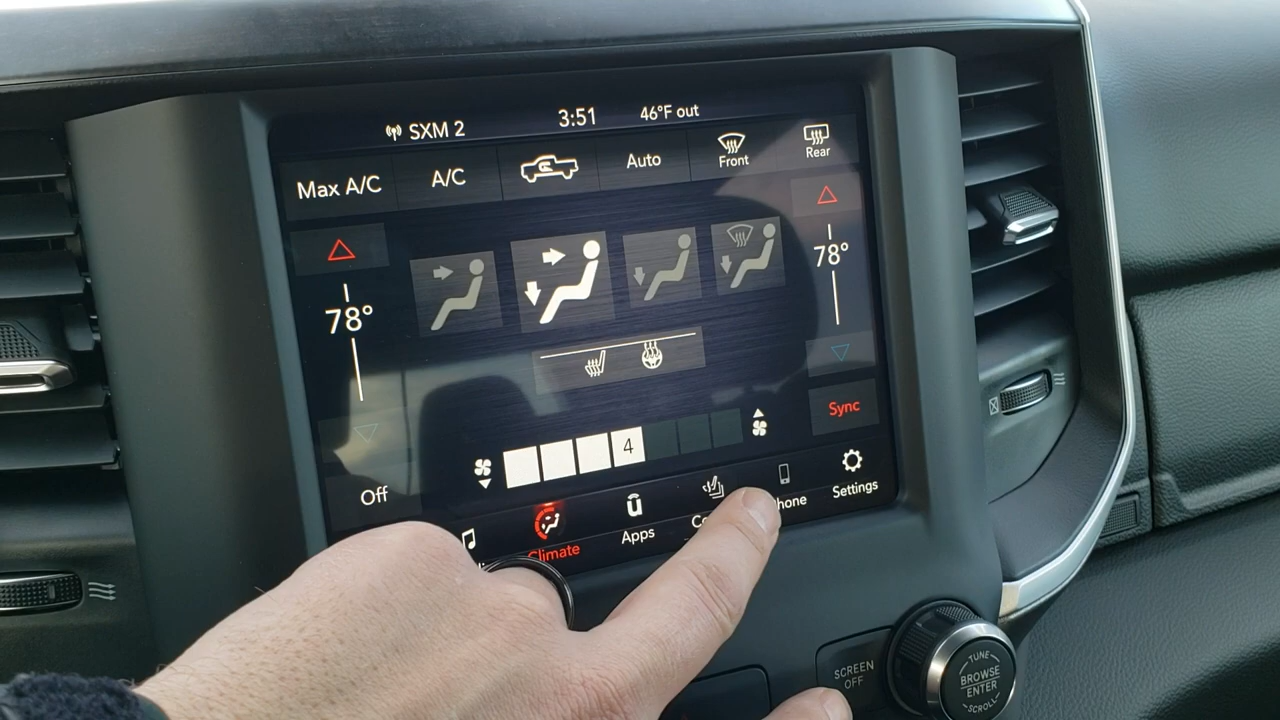 SXM 2 3:51 46°F out
Max A/C A/C Auto Front Rear
78° 78°
4
Sync
Off
Climate Apps Settings
SCREEN
OFF
TUNE
BROWSE
ENTER
SCROLL